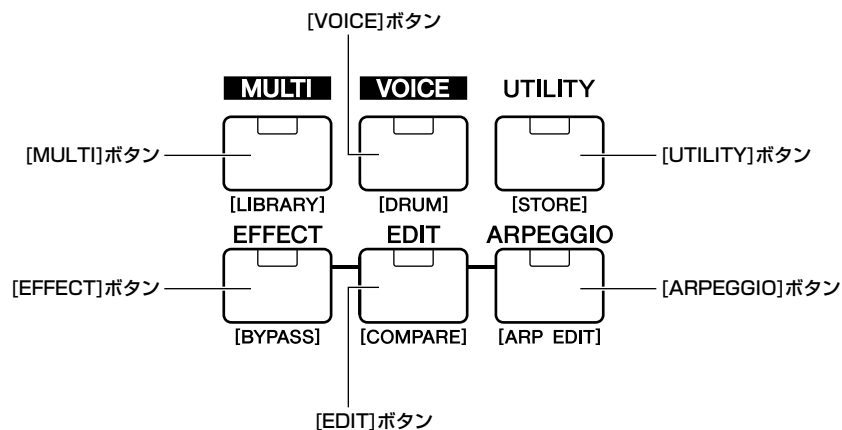 [VOICE]ボタン
MULTI VOICE UTILITY
[MULTI]ボタン [UTILITY]ボタン
[LIBRARY] [DRUM] [STORE]
EFFECT EDIT ARPEGGIO
[EFFECT]ボタン [ARPEGGIO]ボタン
[BYPASS] [COMPARE] [ARP EDIT]
[EDIT]ボタン